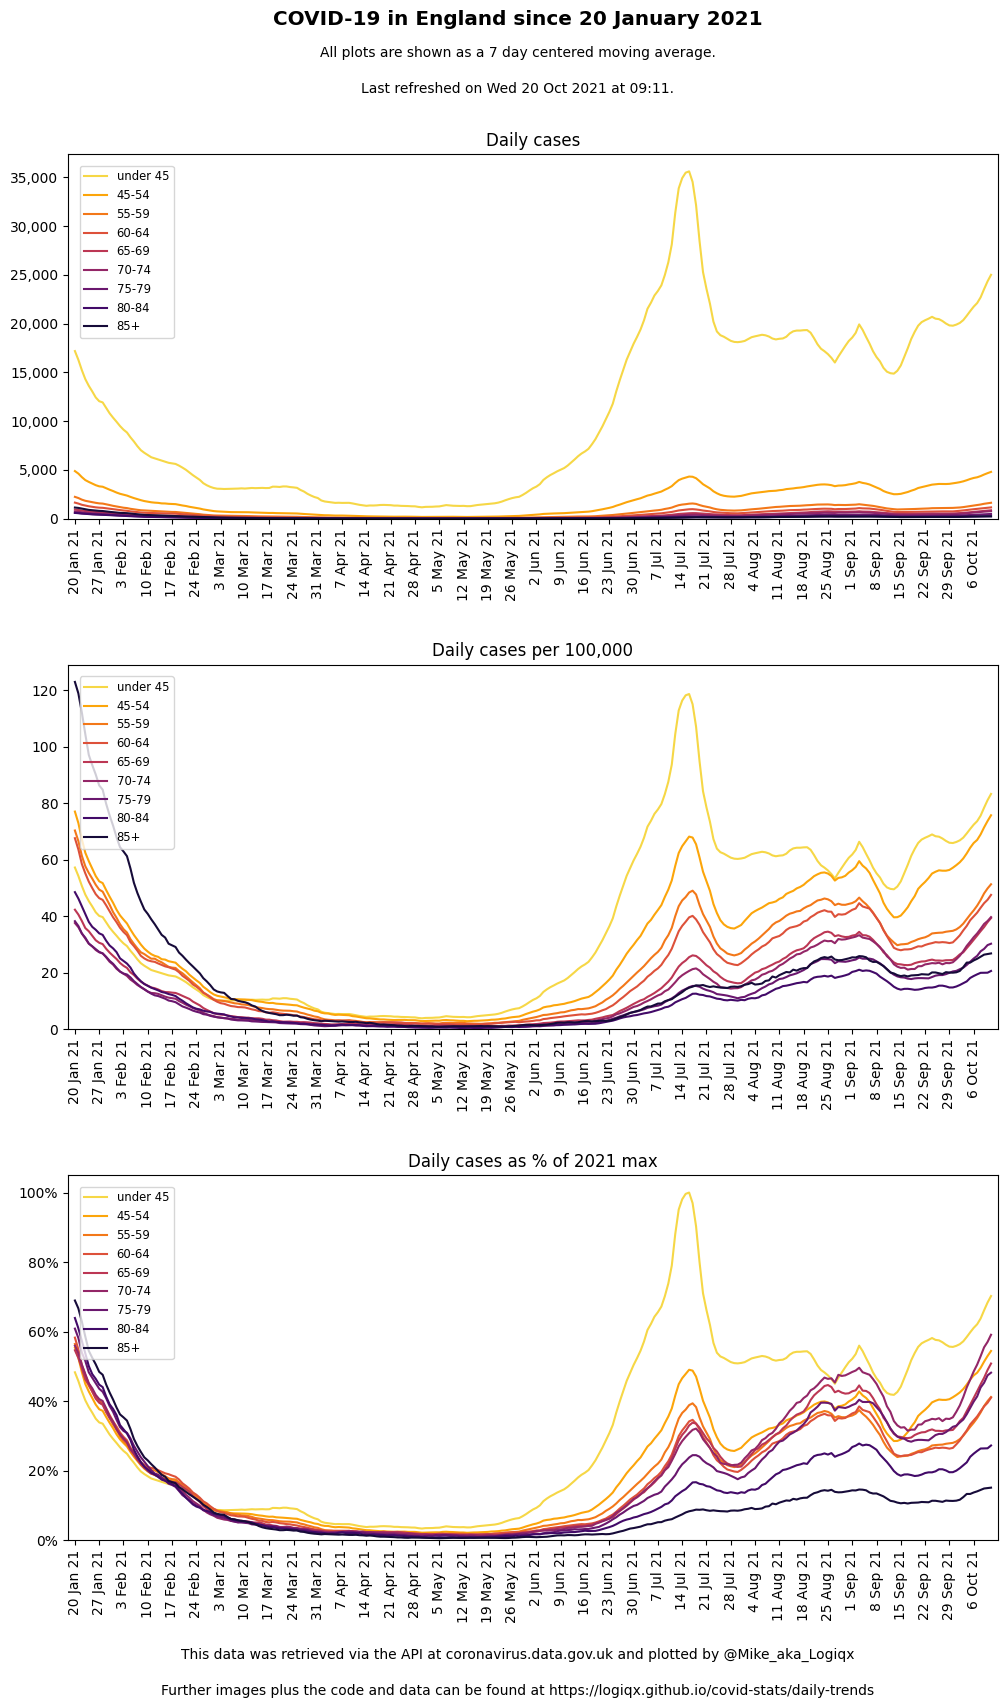 COVID-19 in England since 20 January 2021
All plots are shown as a 7 day centered moving average.
Last refreshed on Wed 20 Oct 2021 at 09:11.
Daily cases
35,000
30,000
25,000
20,000
15,000
10,000
5,000
0
under 45
45-54
55-59
60-64
65-69
70-74
75-79
80-84
85+
20 Jan 21
27 Jan 21
3 Feb 21
10 Feb 21
17 Feb 21
24 Feb 21
3 Mar 21
10 Mar 21
17 Mar 21
24 Mar 21
31 Mar 21
7 Apr 21
14 Apr 21
21 Apr 21
28 Apr 21
5 May 21
12 May 21
19 May 21
26 May 21
2 Jun 21
9 Jun 21
16 Jun 21
23 Jun 21
30 Jun 21
7 Jul 21
14 Jul 21
21 Jul 21
28 Jul 21
4 Aug 21
11 Aug 21
18 Aug 21
25 Aug 21
1 Sep 21
8 Sep 21
15 Sep 21
22 Sep 21
29 Sep 21
6 Oct 21
Daily cases per 100,000
120
100
80
60
40
20
0
under 45
45-54
55-59
60-64
65-69
70-74
75-79
80-84
85+
20 Jan 21
27 Jan 21
3 Feb 21
10 Feb 21
17 Feb 21
24 Feb 21
3 Mar 21
10 Mar 21
17 Mar 21
24 Mar 21
31 Mar 21
7 Apr 21
14 Apr 21
21 Apr 21
28 Apr 21
5 May 21
12 May 21
19 May 21
26 May 21
2 Jun 21
9 Jun 21
16 Jun 21
23 Jun 21
30 Jun 21
7 Jul 21
14 Jul 21
21 Jul 21
28 Jul 21
4 Aug 21
11 Aug 21
18 Aug 21
25 Aug 21
1 Sep 21
8 Sep 21
15 Sep 21
22 Sep 21
29 Sep 21
6 Oct 21
Daily cases as % of 2021 max
100%
80%
60%
40%
20%
0%
under 45
45-54
55-59
60-64
65-69
70-74
75-79
80-84
85+
20 Jan 21
27 Jan 21
3 Feb 21
10 Feb 21
17 Feb 21
24 Feb 21
3 Mar 21
10 Mar 21
17 Mar 21
24 Mar 21
31 Mar 21
7 Apr 21
14 Apr 21
21 Apr 21
28 Apr 21
5 May 21
12 May 21
19 May 21
26 May 21
2 Jun 21
9 Jun 21
16 Jun 21
23 Jun 21
30 Jun 21
7 Jul 21
14 Jul 21
21 Jul 21
28 Jul 21
4 Aug 21
11 Aug 21
18 Aug 21
25 Aug 21
1 Sep 21
8 Sep 21
15 Sep 21
22 Sep 21
29 Sep 21
6 Oct 21
This data was retrieved via the API at coronavirus.data.gov.uk and plotted by @Mike_aka_Logiqx
Further images plus the code and data can be found at https://logiqx.github.io/covid-stats/daily-trends